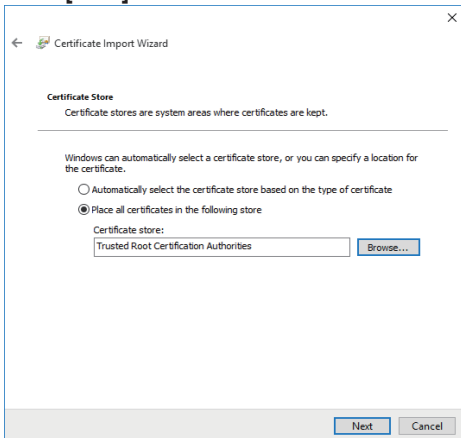 Certificate Import Wizard
Certificate Store
Certificate stores are system areas where certificates are kept.
Windows can automatically select a certificate store, or you can specify a location for
the certificate.
Automatically select the certificate store based on the type of certificate
Place all certificates in the following store
Certificate store:
Trusted Root Certification Authorities
Browse...
Next
Cancel